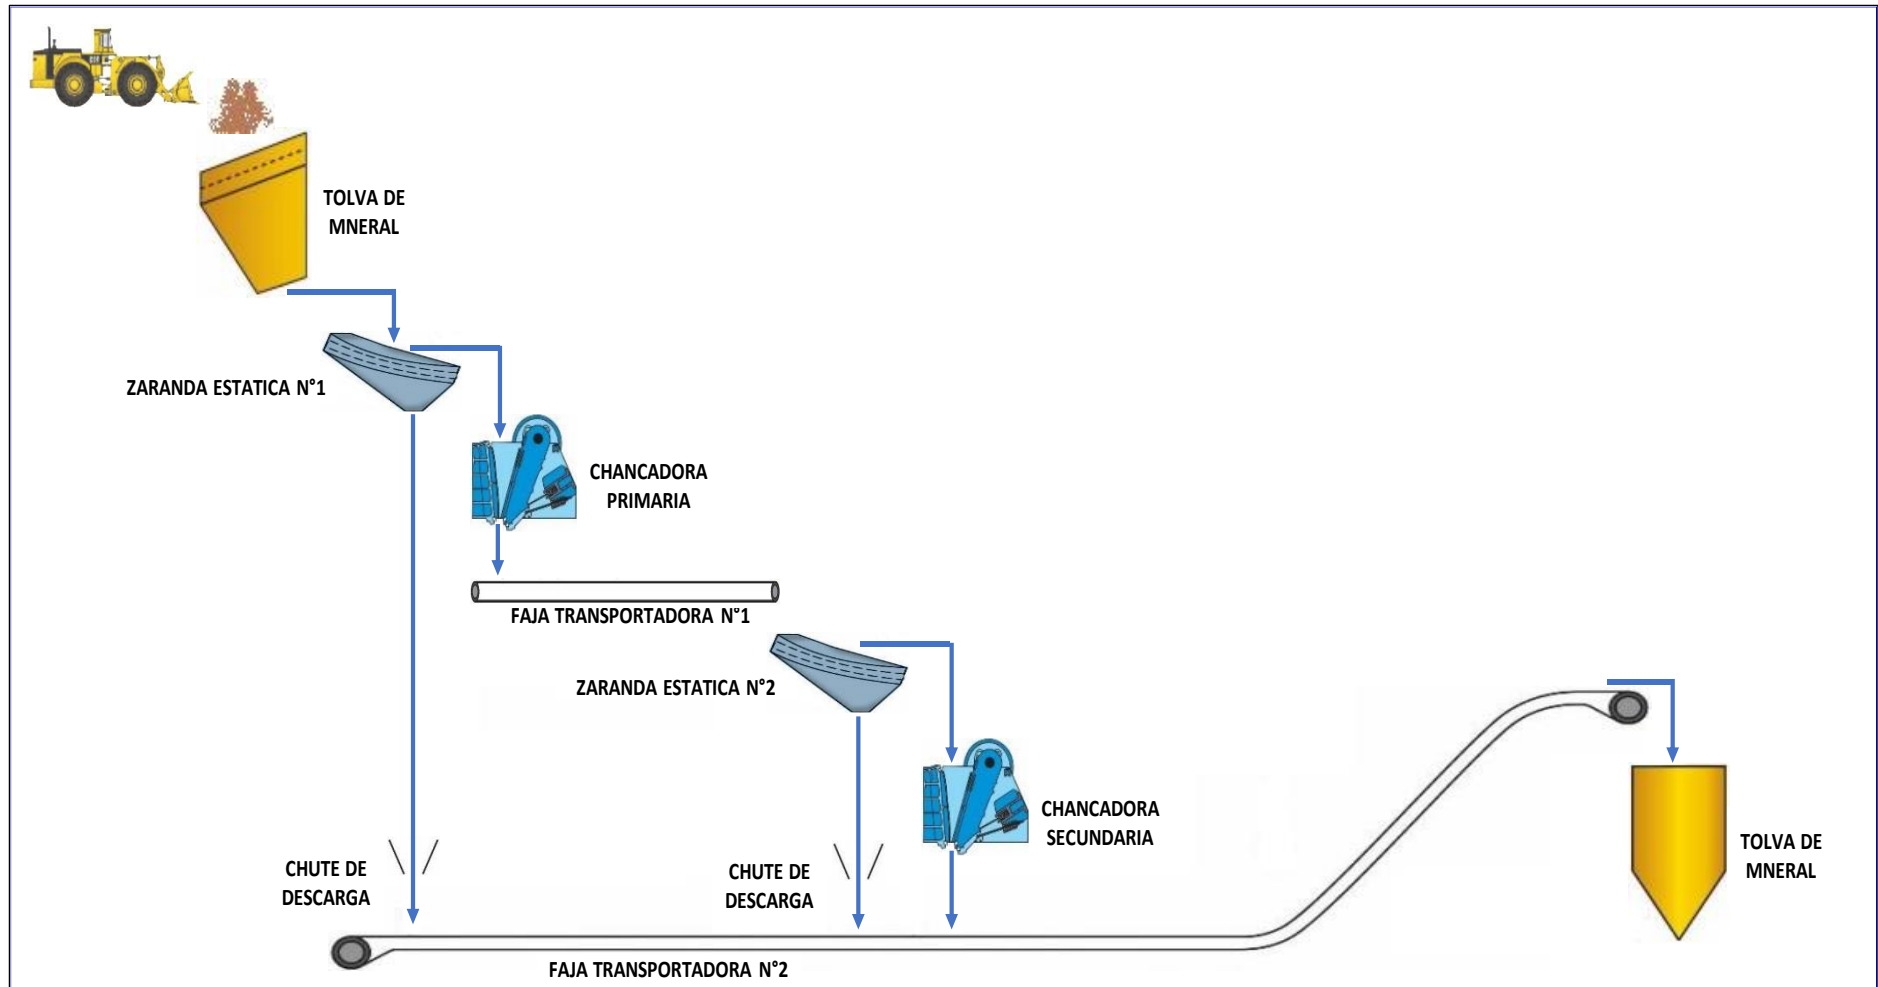 TOLVA DE
MNERAL
ZARANDA ESTATICA N°1
CHANCADORA
PRIMARIA
FAJA TRANSPORTADORA N°1
ZARANDA ESTATICA N°2
CHANCADORA
SECUNDARIA
CHUTE DE
DESCARGA
CHUTE DE
DESCARGA
TOLVA DE
MNERAL
FAJA TRANSPORTADORA N°2